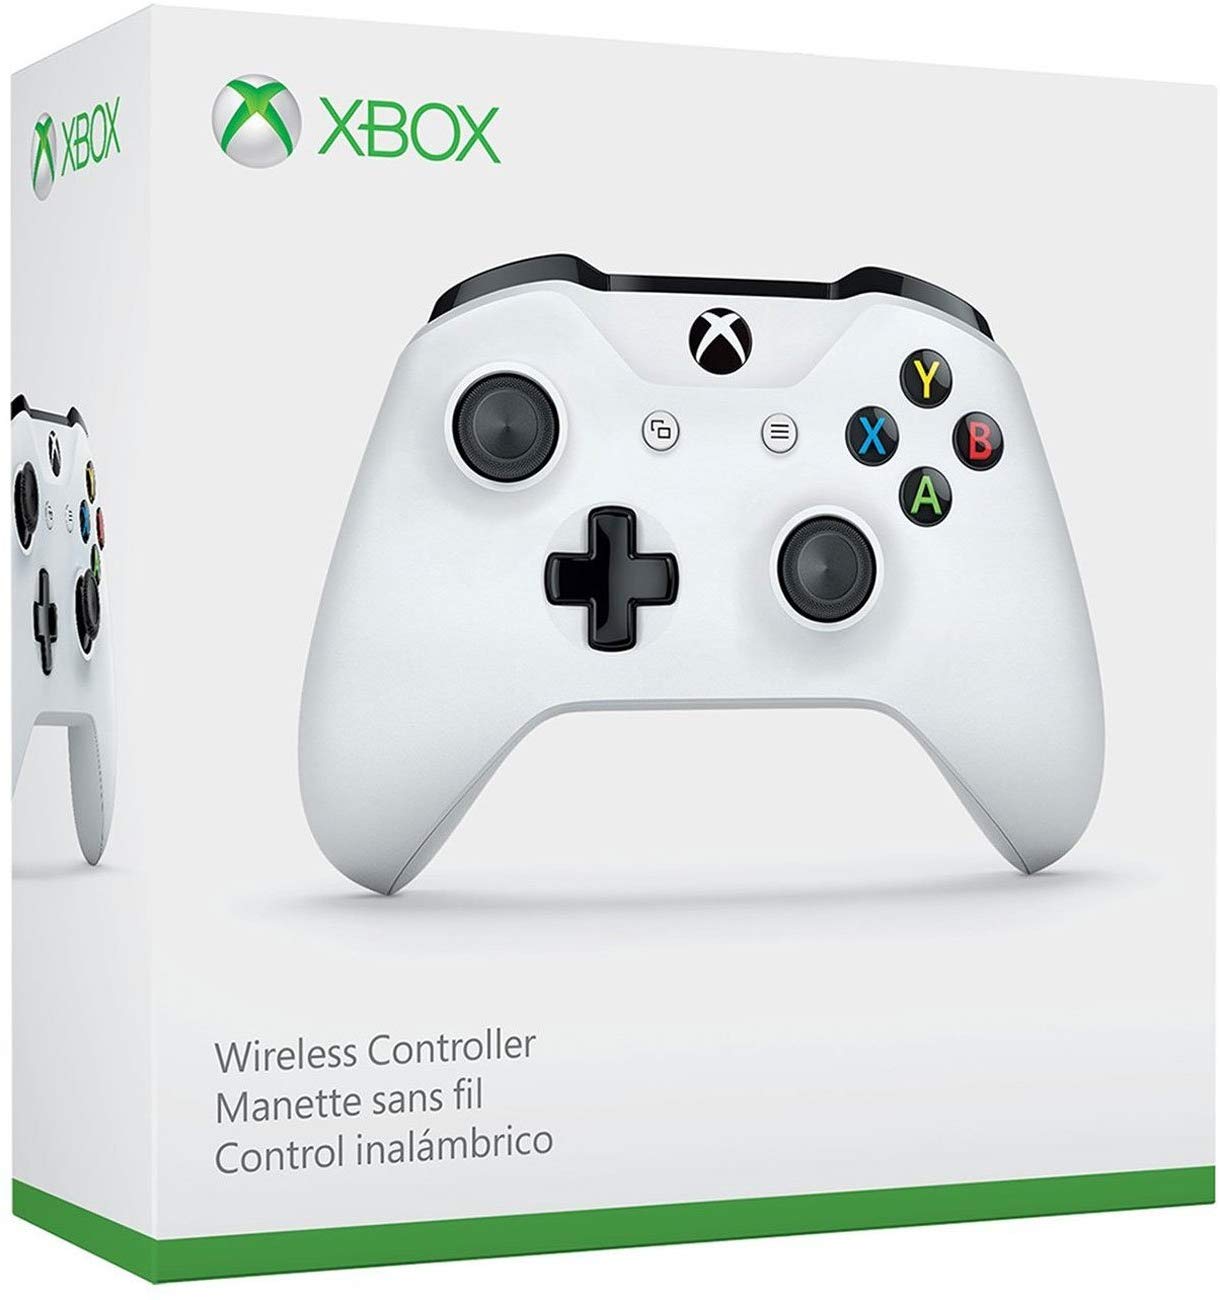 XBOX
XBOX
Y
X
B
A
Wireless Controller
Manette sans fil
Control inalámbrico